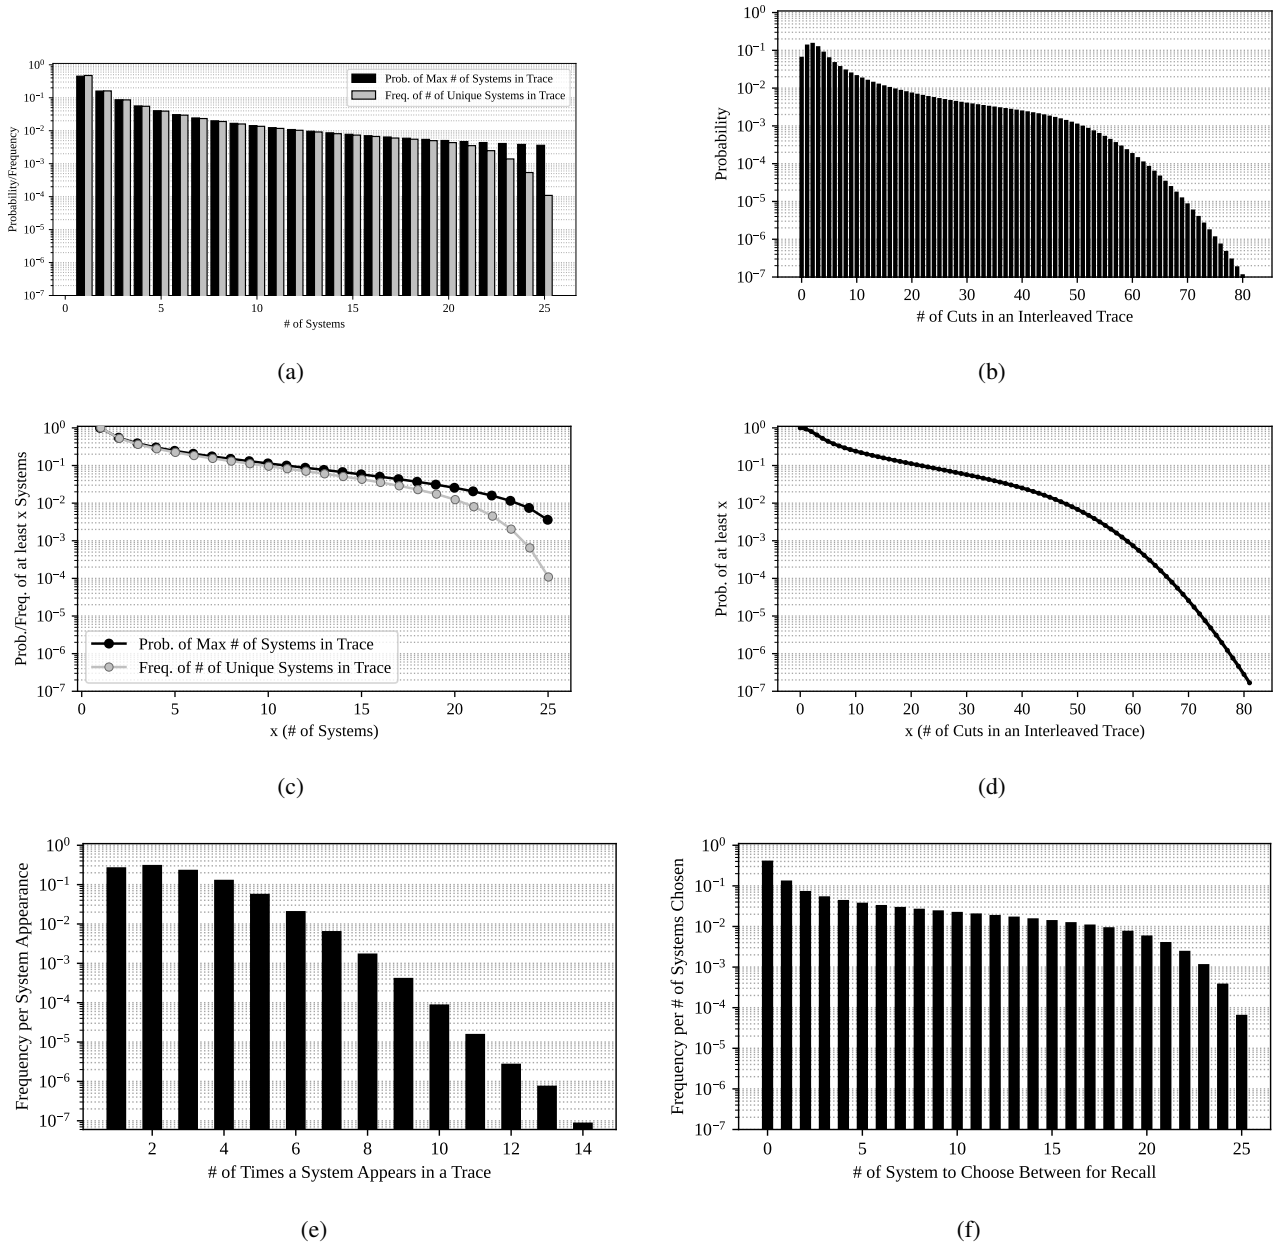 10^0
10^−1
10^−2
10^−3
10^−4
10^−5
10^−6
10^−7
Probability/Frequency
Prob. of Max # of Systems in Trace
Freq. of # of Unique Systems in Trace
0 5 10 15 20 25
# of Systems
(a)
10^0
10^−1
10^−2
10^−3
10^−4
10^−5
10^−6
10^−7
Probability
0 10 20 30 40 50 60 70 80
# of Cuts in an Interleaved Trace
(b)
10^0
10^−1
10^−2
10^−3
10^−4
10^−5
10^−6
10^−7
Prob./Freq. of at least x Systems
Prob. of Max # of Systems in Trace
Freq. of # of Unique Systems in Trace
0 5 10 15 20 25
x (# of Systems)
(c)
10^0
10^−1
10^−2
10^−3
10^−4
10^−5
10^−6
10^−7
Prob. of at least x
0 10 20 30 40 50 60 70 80
x (# of Cuts in an Interleaved Trace)
(d)
10^0
10^−1
10^−2
10^−3
10^−4
10^−5
10^−6
10^−7
Frequency per System Appearance
2 4 6 8 10 12 14
# of Times a System Appears in a Trace
(e)
10^0
10^−1
10^−2
10^−3
10^−4
10^−5
10^−6
10^−7
Frequency per # of Systems Chosen
0 5 10 15 20 25
# of System to Choose Between for Recall
(f)